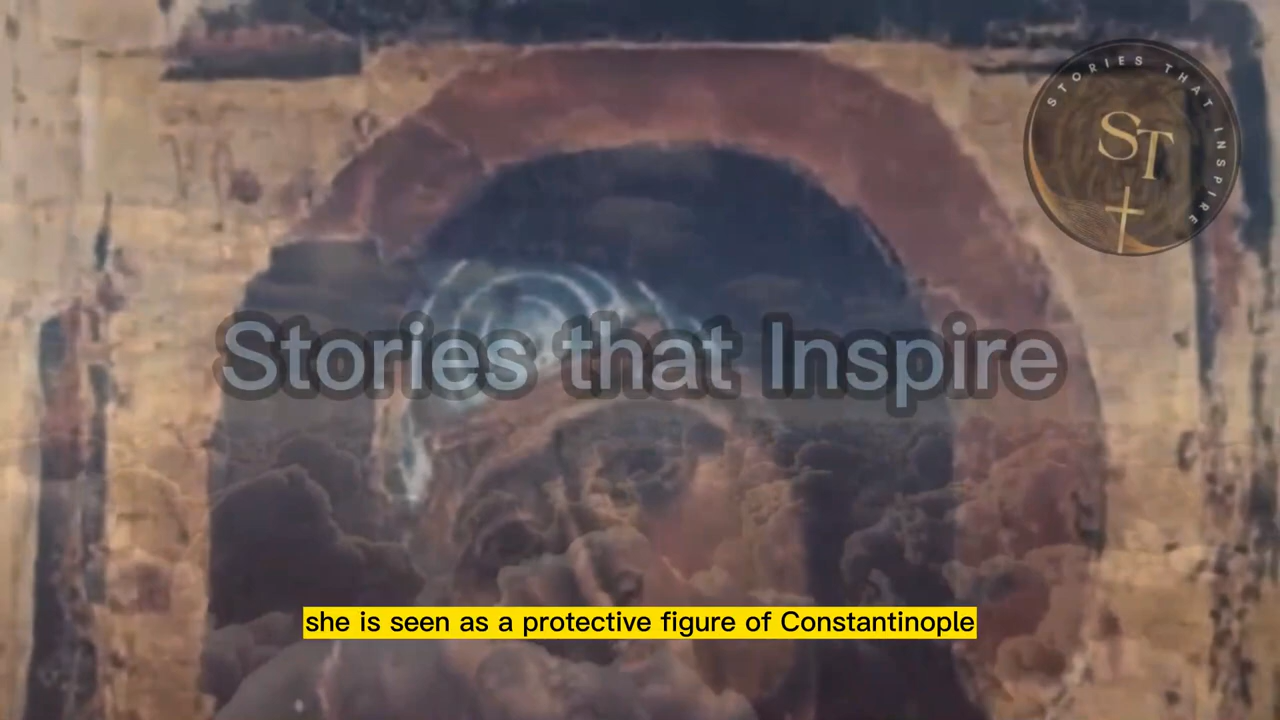 STORIES THAT INSPIRE
ST
Stories that Inspire
she is seen as a protective figure of Constantinople